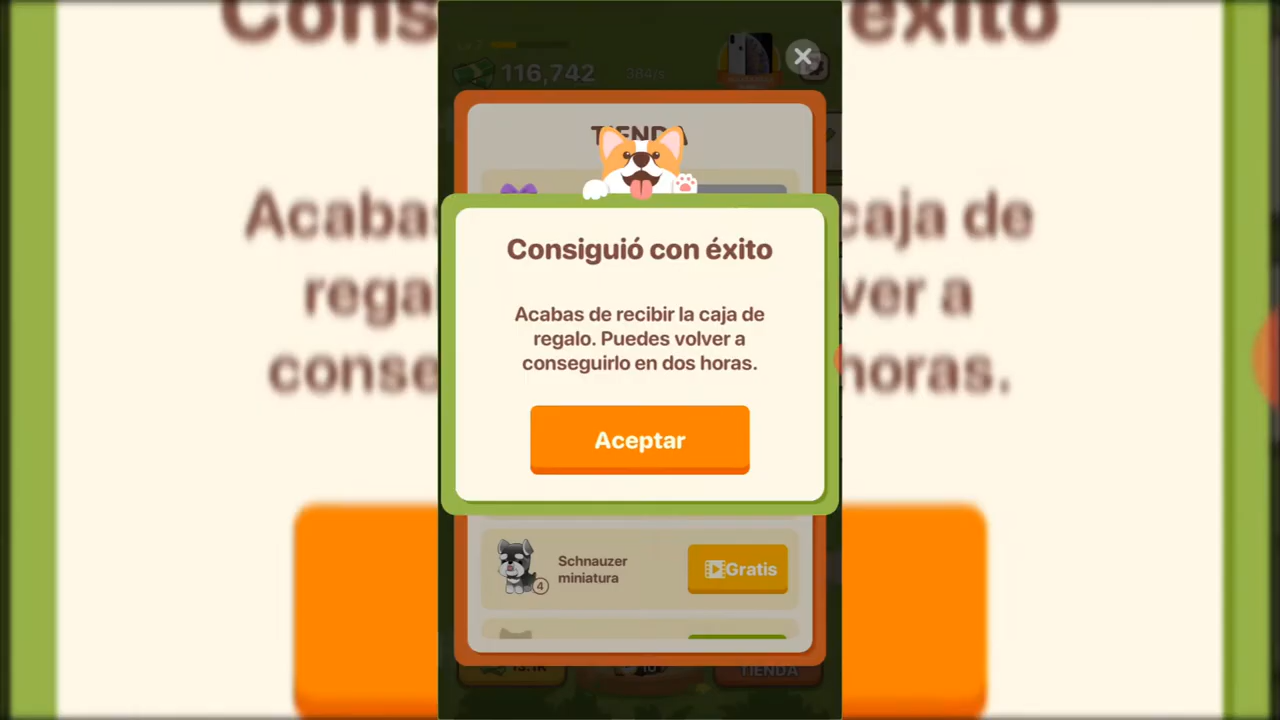 116,742
384/s
TIENDA
Consiguió con éxito
Acabas de recibir la caja de
regalo. Puedes volver a
conseguirlo en dos horas.
Aceptar
Schnauzer
miniatura
4
Gratis
TIENDA